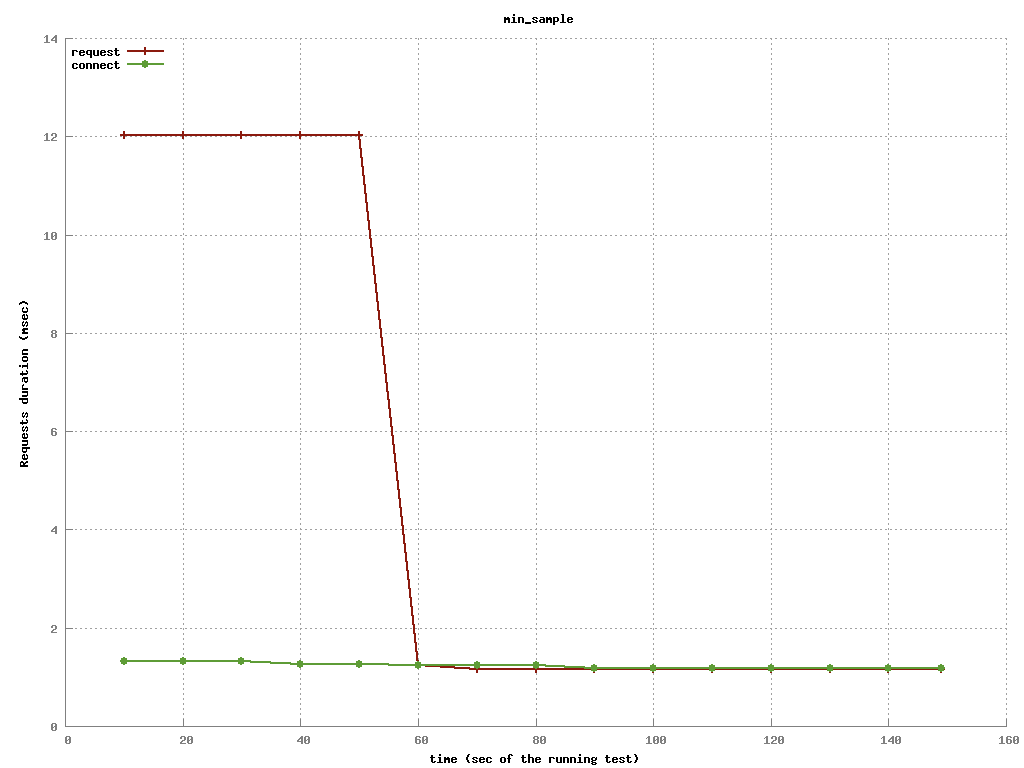 min_sample
request
connect
14
12
10
8
6
4
2
0
Requests duration (msec)
0 20 40 60 80 100 120 140 160
time (sec of the running test)